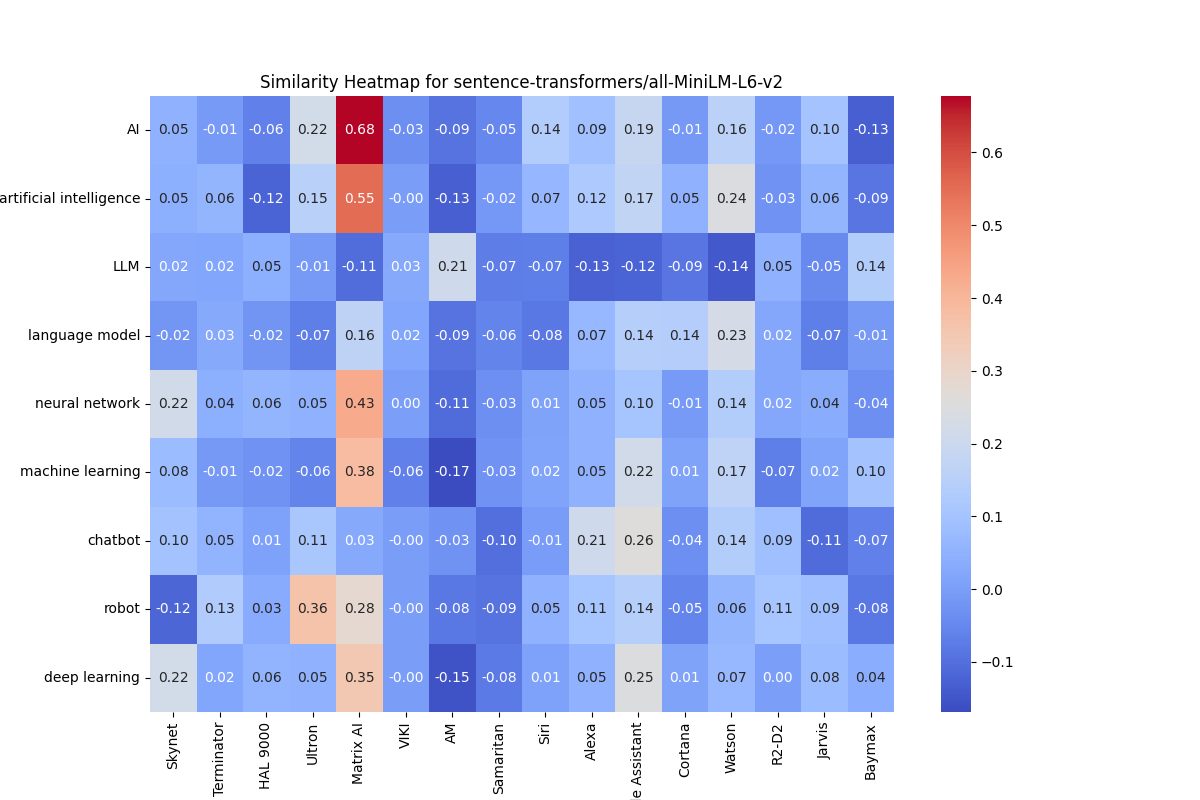 Similarity Heatmap for sentence-transformers/all-MiniLM-L6-v2
AI 0.05 -0.01 -0.06 0.22 0.68 -0.03 -0.09 -0.05 0.14 0.09 0.19 -0.01 0.16 -0.02 0.10 -0.13
artificial intelligence 0.05 0.06 -0.12 0.15 0.55 -0.00 -0.13 -0.02 0.07 0.12 0.17 0.05 0.24 -0.03 0.06 -0.09
LLM 0.02 0.02 0.05 -0.01 -0.11 0.03 0.21 -0.07 -0.07 -0.13 -0.12 -0.09 -0.14 0.05 -0.05 0.14
language model -0.02 0.03 -0.02 -0.07 0.16 0.02 -0.09 -0.06 -0.08 0.07 0.14 0.14 0.23 0.02 -0.07 -0.01
neural network 0.22 0.04 0.06 0.05 0.43 0.00 -0.11 -0.03 0.01 0.05 0.10 -0.01 0.14 0.02 0.04 -0.04
machine learning 0.08 -0.01 -0.02 -0.06 0.38 -0.06 -0.17 -0.03 0.02 0.05 0.22 0.01 0.17 -0.07 0.02 0.10
chatbot 0.10 0.05 0.01 0.11 0.03 -0.00 -0.03 -0.10 -0.01 0.21 0.26 -0.04 0.14 0.09 -0.11 -0.07
robot -0.12 0.13 0.03 0.36 0.28 -0.00 -0.08 -0.09 0.05 0.11 0.14 -0.05 0.06 0.11 0.09 -0.08
deep learning 0.22 0.02 0.06 0.05 0.35 -0.00 -0.15 -0.08 0.01 0.05 0.25 0.01 0.07 0.00 0.08 0.04
Skynet
Terminator
HAL 9000
Ultron
Matrix AI
VIKI
AM
Samaritan
Siri
Alexa
le Assistant
Cortana
Watson
R2-D2
Jarvis
Baymax
0.6
0.5
0.4
0.3
0.2
0.1
0.0
−0.1